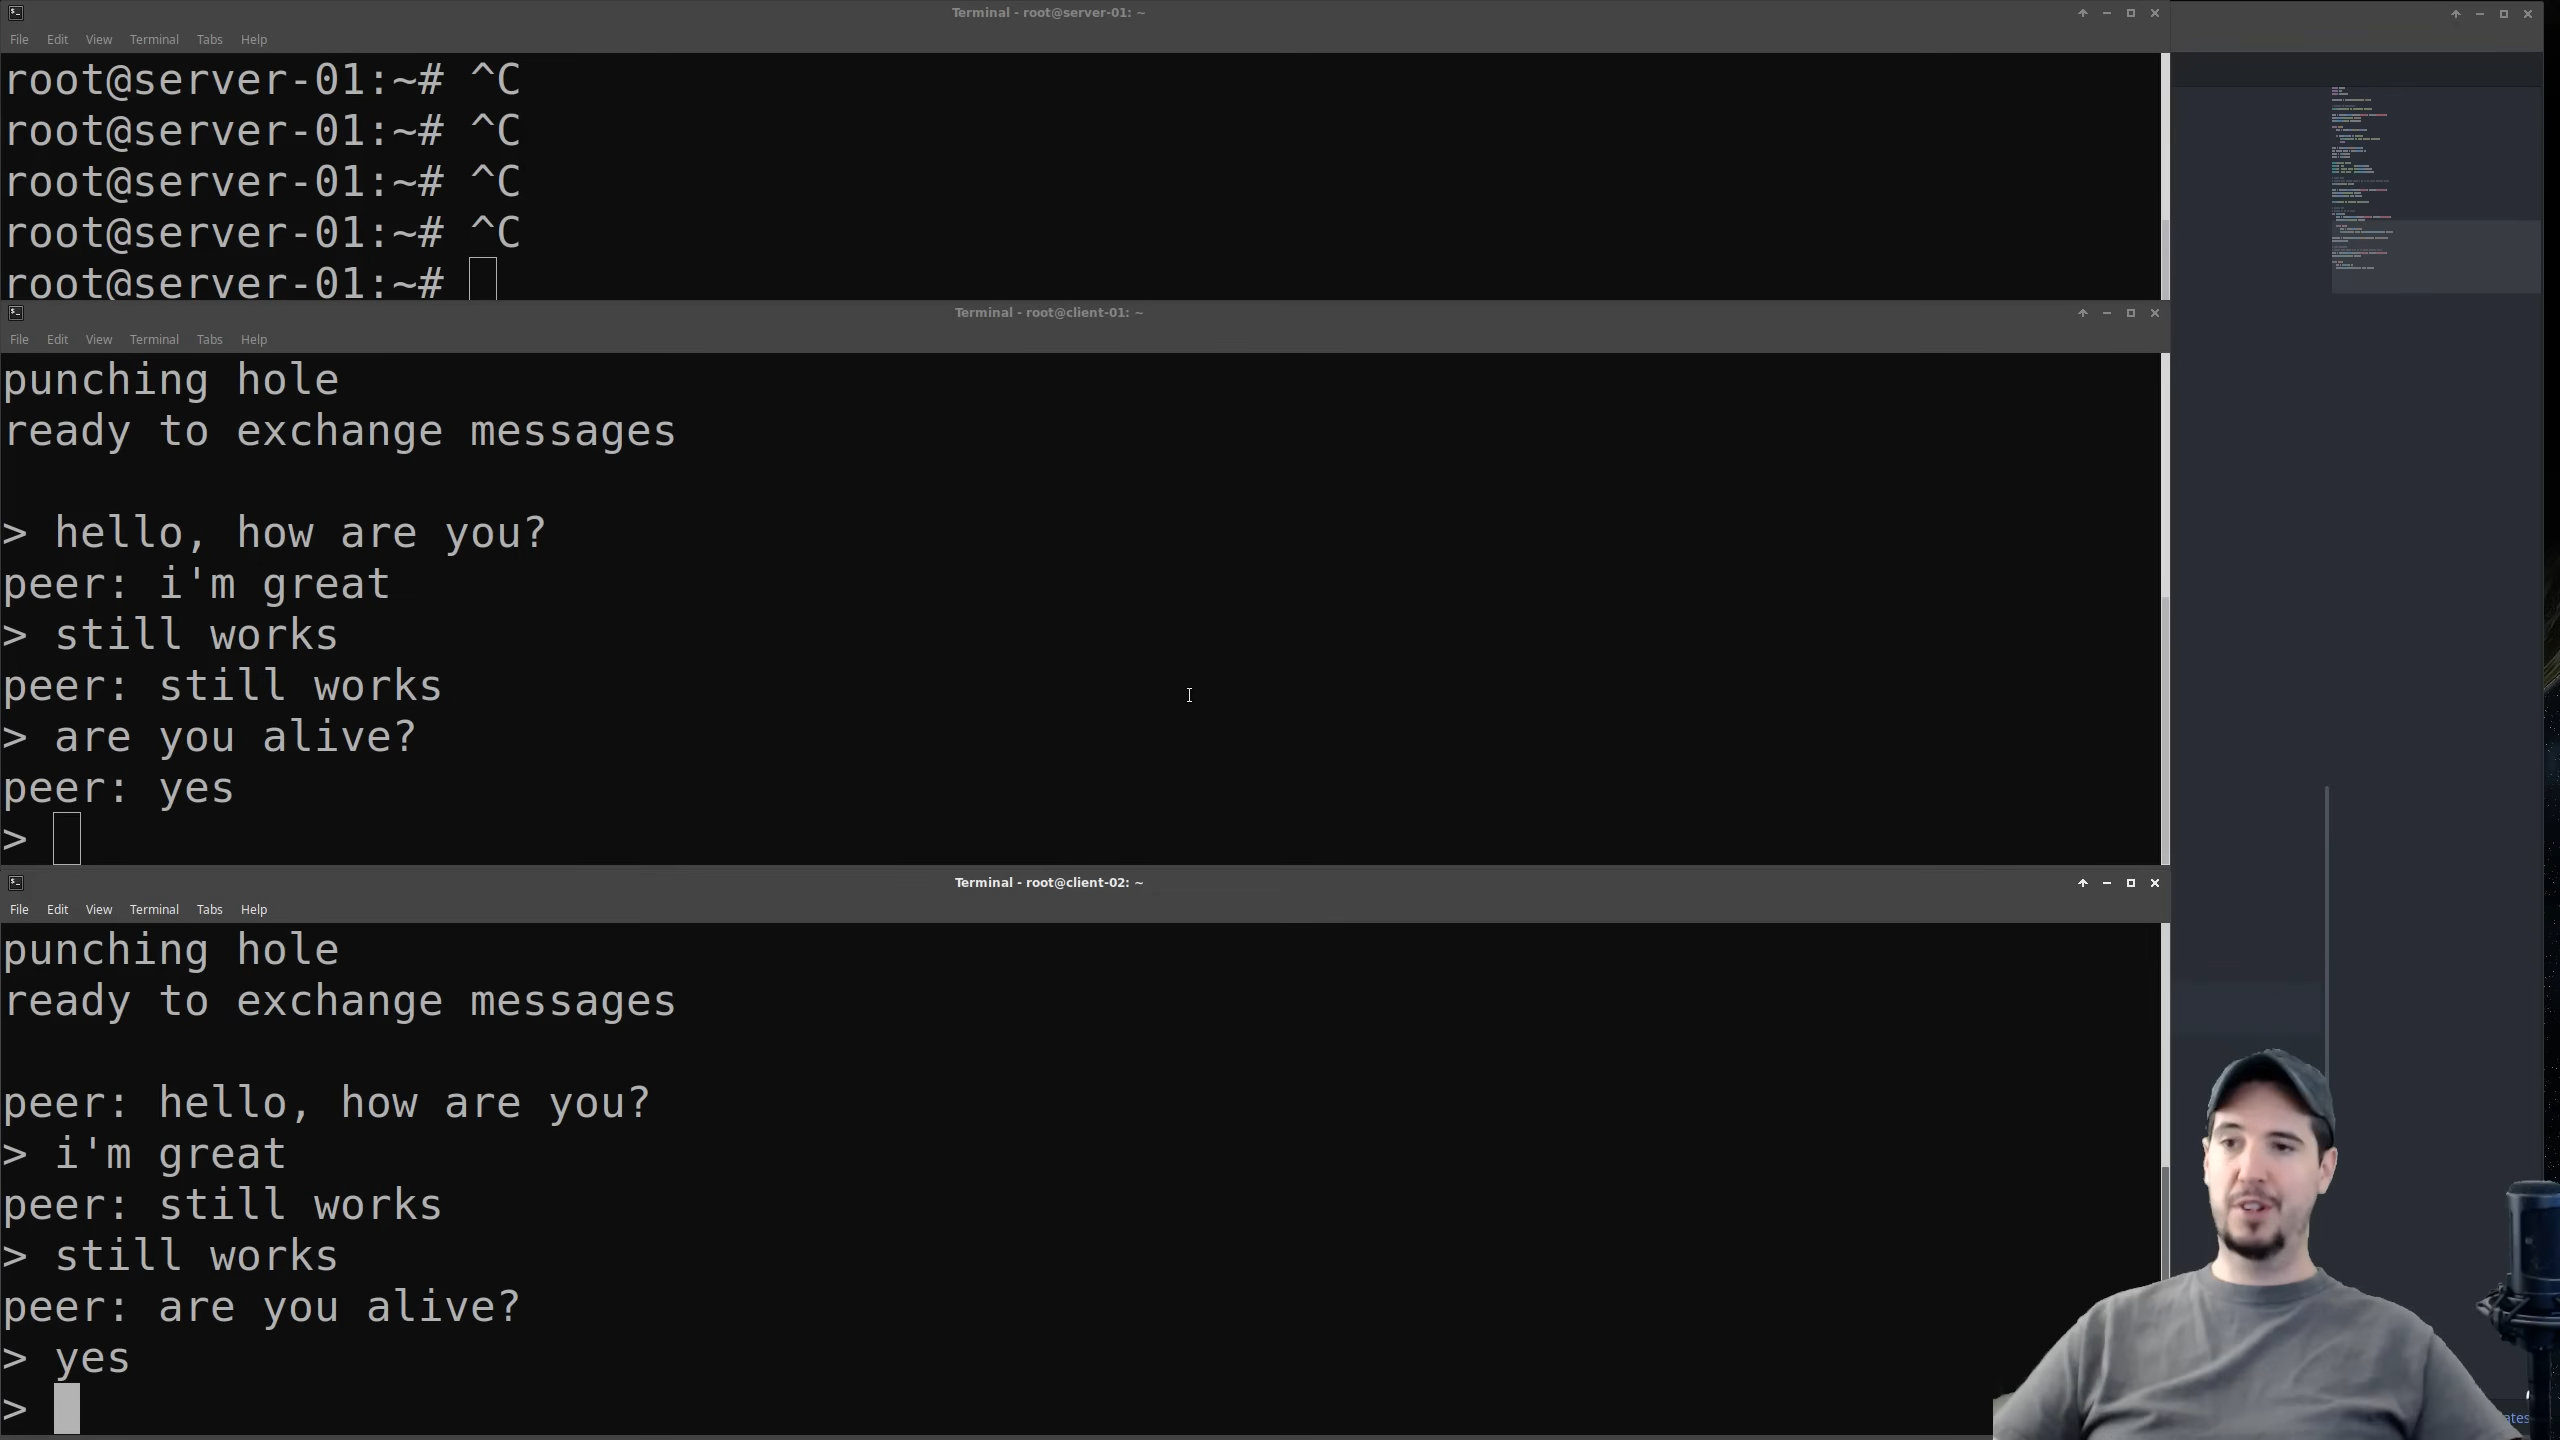 Terminal - root@server-01: ~
File Edit View Terminal Tabs Help
root@server-01:~# ^C
root@server-01:~# ^C
root@server-01:~# ^C
root@server-01:~# ^C
root@server-01:~#
Terminal - root@client-01: ~
File Edit View Terminal Tabs Help
punching hole
ready to exchange messages
> hello, how are you?
peer: i'm great
> still works
peer: still works
> are you alive?
peer: yes
>
Terminal - root@client-02: ~
File Edit View Terminal Tabs Help
punching hole
ready to exchange messages
peer: hello, how are you?
> i'm great
peer: still works
> still works
peer: are you alive?
> yes
>